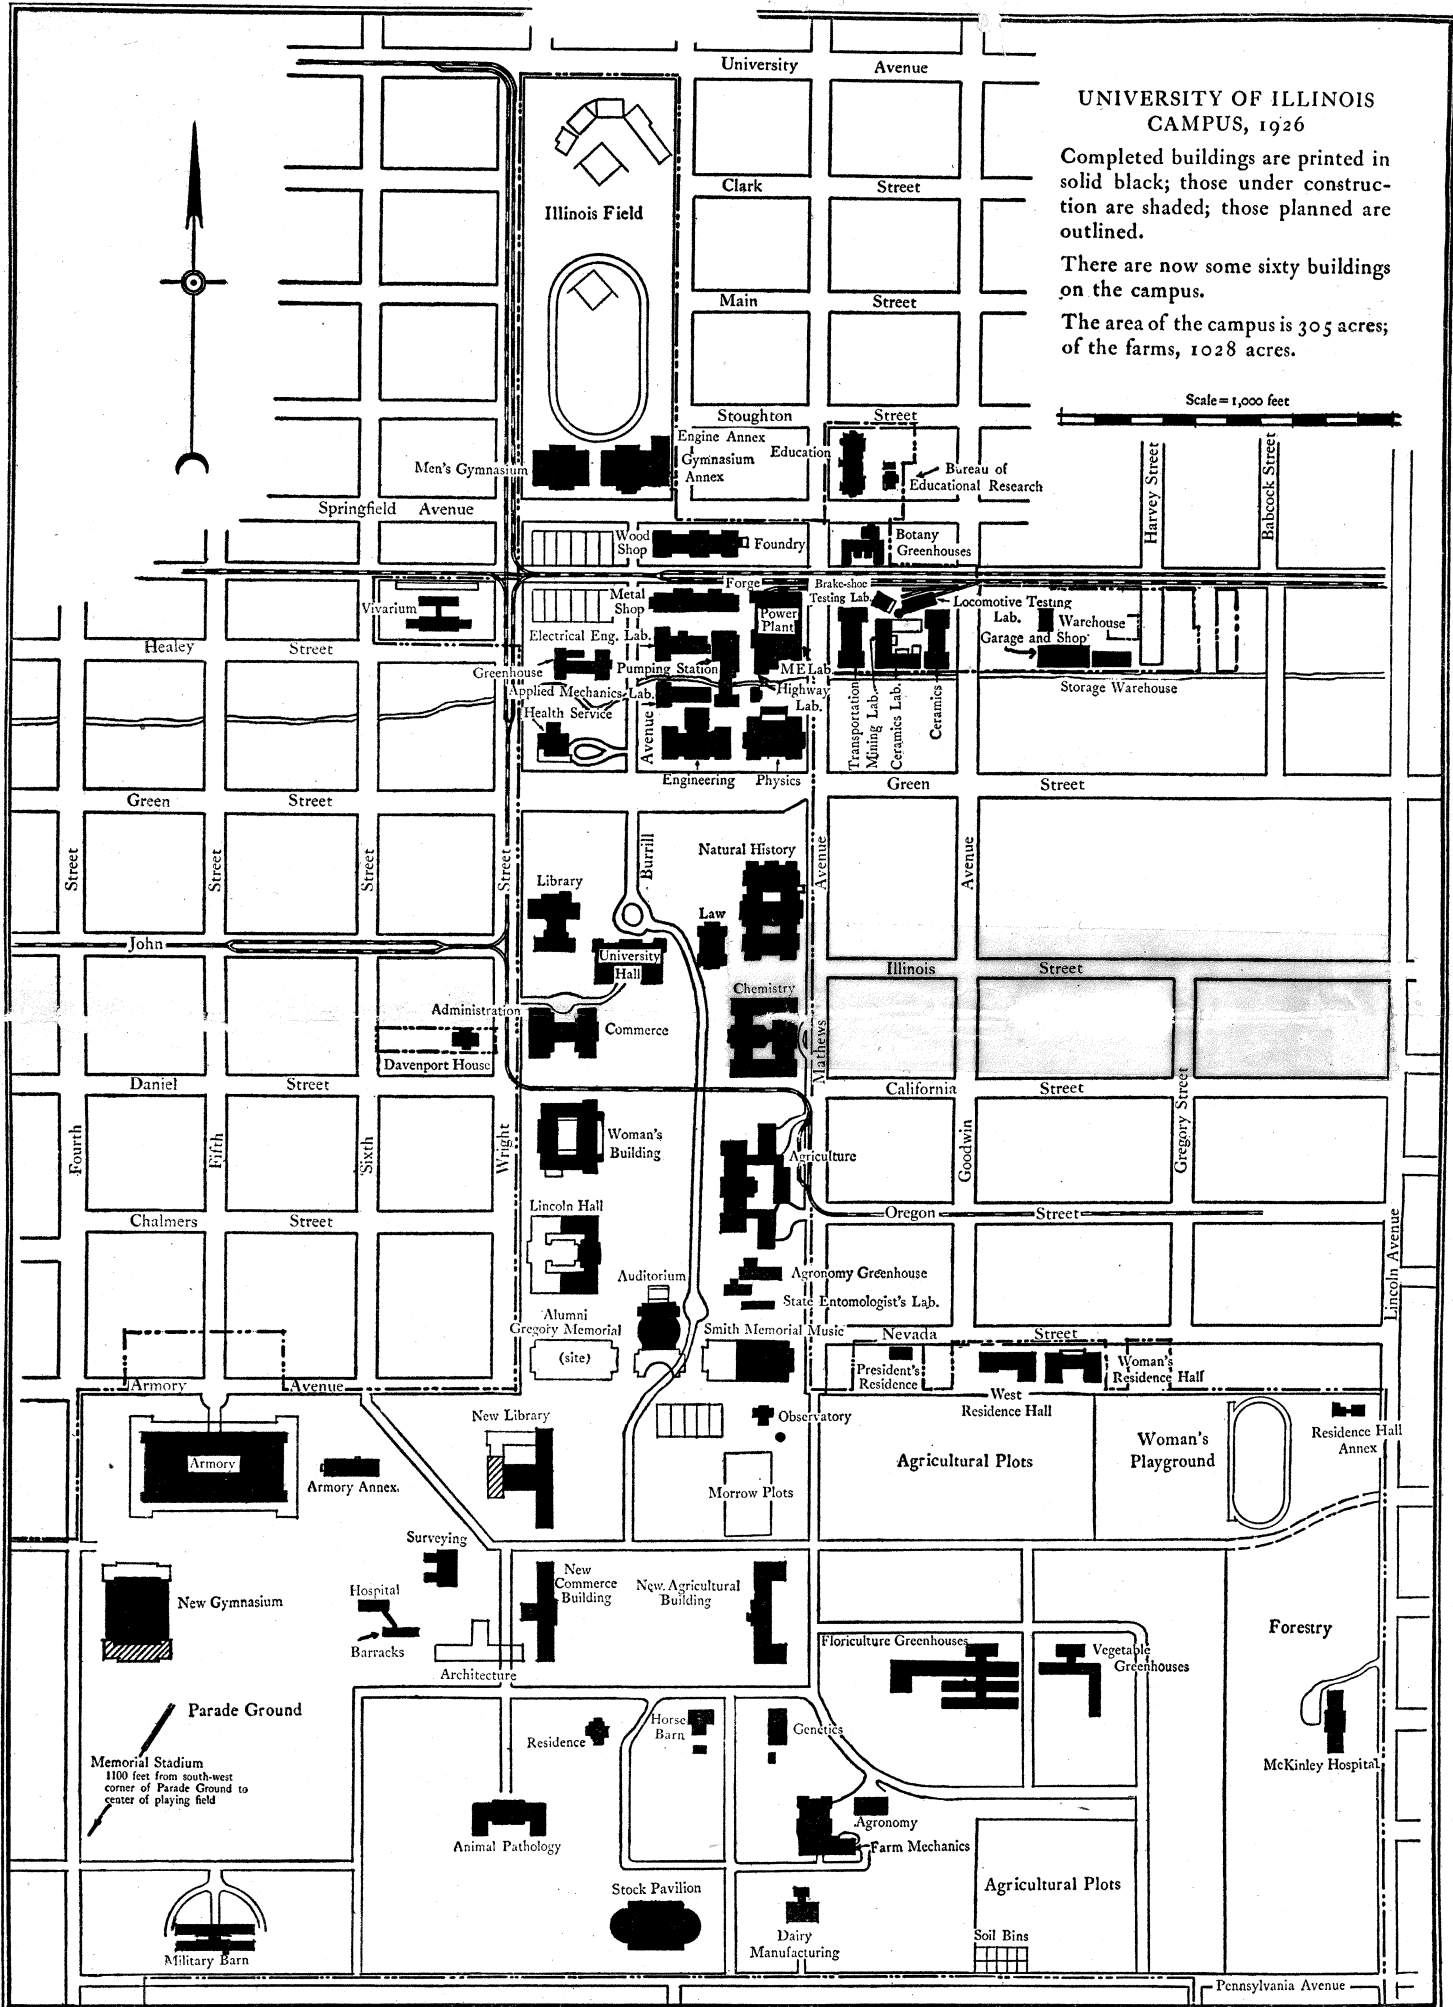 University Avenue
UNIVERSITY OF ILLINOIS
CAMPUS, 1926
Completed buildings are printed in
solid black; those under construc-
tion are shaded; those planned are
outlined.
There are now some sixty buildings
on the campus.
The area of the campus is 305 acres;
of the farms, 1028 acres.
Scale = 1,000 feet
Clark Street
Illinois Field
Main Street
Stoughton Street
Engine Annex
Gymnasium
Annex
Men's Gymnasium
Education
Bureau of
Educational Research
Harvey Street
Babcock Street
Springfield Avenue
Wood
Shop
Foundry
Botany
Greenhouses
Forge
Brake-shoe
Testing Lab.
Metal
Shop
Power
Plant
Locomotive Testing
Lab.
Warehouse
Garage and Shop
Vivarium
Healey Street
Electrical Eng. Lab.
Greenhouse
Pumping Station
M E Lab.
Applied Mechanics Lab.
Highway
Lab.
Storage Warehouse
Health Service
Avenue
Transportation
Mining Lab.
Ceramics Lab.
Ceramics
Engineering
Physics
Green Street
Green Street
Street
Street
Street
Street
Burrill
Natural History
Avenue
Avenue
Library
Law
John
University
Hall
Illinois Street
Chemistry
Administration
Commerce
Mathews
Davenport House
Daniel Street
California Street
Fourth
Fifth
Sixth
Wright
Woman's
Building
Agriculture
Goodwin
Gregory Street
Lincoln Hall
Chalmers Street
Oregon Street
Lincoln Avenue
Auditorium
Agronomy Greenhouse
State Entomologist's Lab.
Alumni
Gregory Memorial
(site)
Smith Memorial Music
Nevada Street
President's
Residence
Woman's
Residence Hall
West
Residence Hall
Armory Avenue
New Library
Observatory
Armory
Armory Annex.
Morrow Plots
Agricultural Plots
Woman's
Playground
Residence Hall
Annex
Surveying
Hospital
New
Commerce
Building
New Agricultural
Building
New Gymnasium
Barracks
Architecture
Floriculture Greenhouses
Vegetable
Greenhouses
Forestry
Parade Ground
Residence
Horse
Barn
Genetics
Memorial Stadium
1100 feet from south-west
corner of Parade Ground to
center of playing field
McKinley Hospital
Animal Pathology
Agronomy
Farm Mechanics
Agricultural Plots
Stock Pavilion
Military Barn
Dairy
Manufacturing
Soil Bins
Pennsylvania Avenue